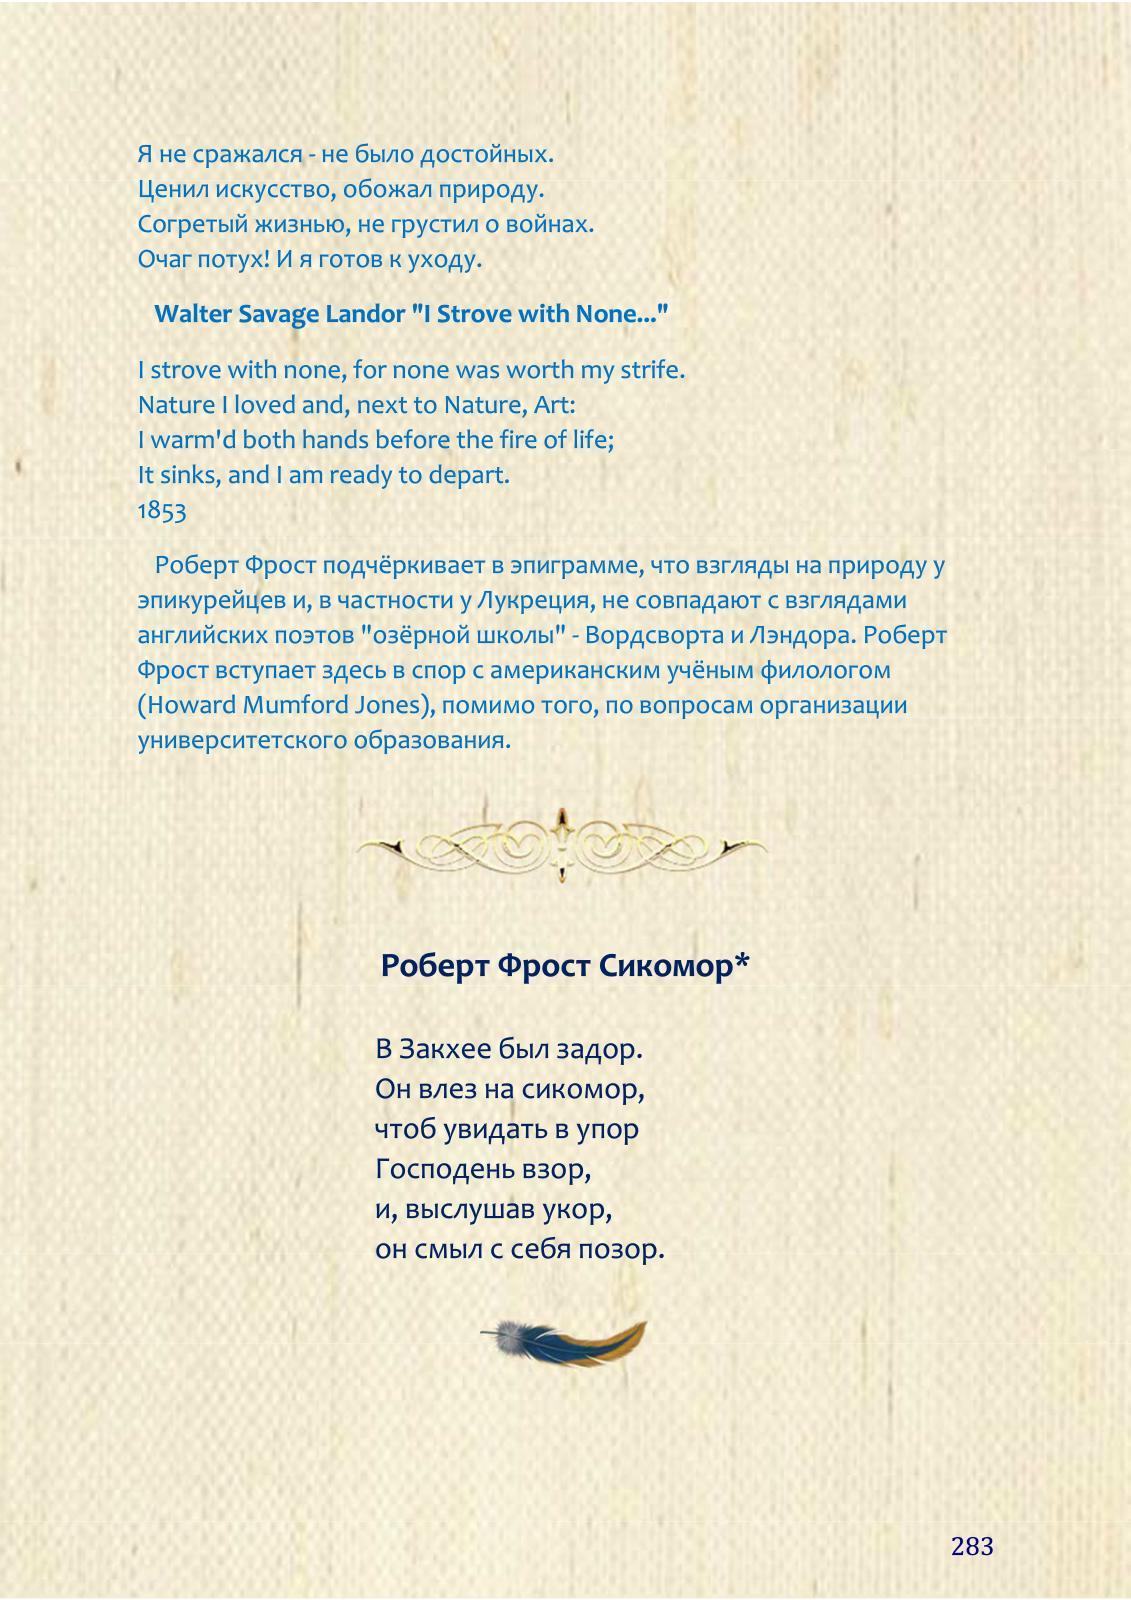 Я не сражался - не было достойных.
Ценил искусство, обожал природу.
Согретый жизнью, не грустил о войнах.
Очаг потух! И я готов к уходу.
Walter Savage Landor "I Strove with None..."
I strove with none, for none was worth my strife.
Nature I loved and, next to Nature, Art:
I warm'd both hands before the fire of life;
It sinks, and I am ready to depart.
1853
Роберт Фрост подчёркивает в эпиграмме, что взгляды на природу у
эпикурейцев и, в частности у Лукреция, не совпадают с взглядами
английских поэтов "озёрной школы" - Вордсворта и Лэндора. Роберт
Фрост вступает здесь в спор с американским учёным филологом
(Howard Mumford Jones), помимо того, по вопросам организации
университетского образования.
Роберт Фрост Сикомор*
В Закхее был задор.
Он влез на сикомор,
чтоб увидать в упор
Господень взор,
и, выслушав укор,
он смыл с себя позор.
283